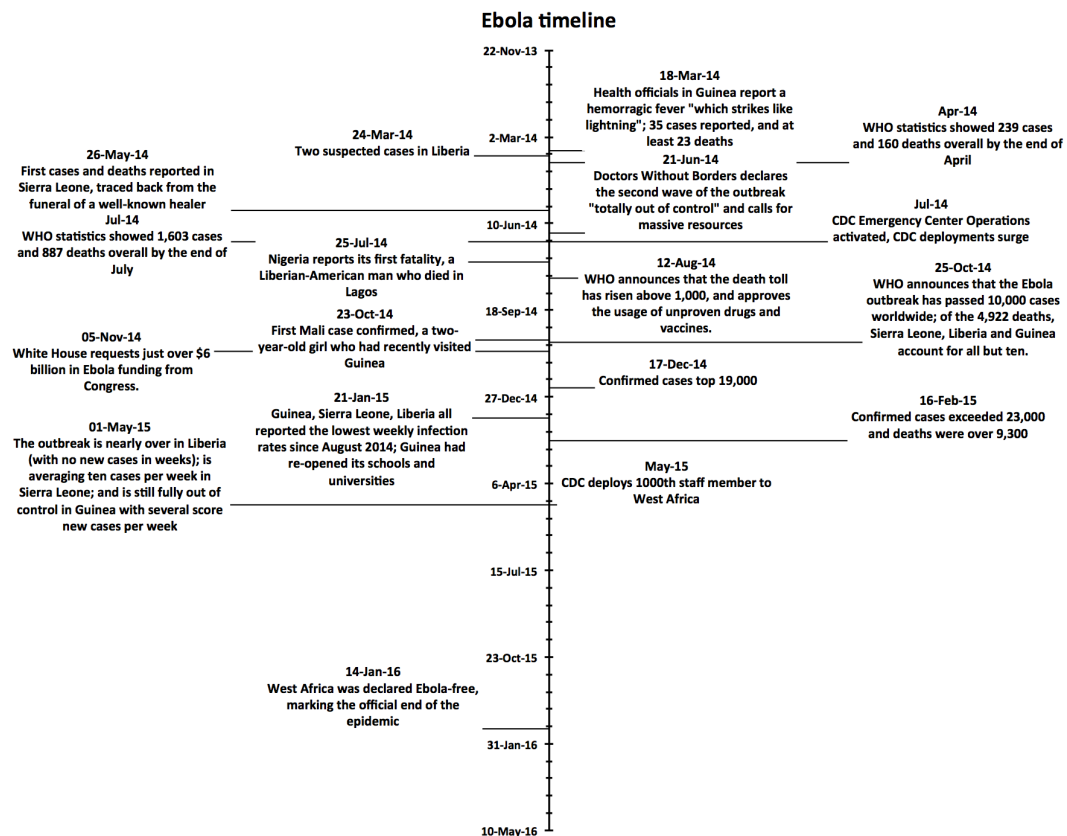 Ebola timeline
22-Nov-13
18-Mar-14
Health officials in Guinea report a
hemorragic fever "which strikes like
lightning"; 35 cases reported, and at
least 23 deaths
Apr-14
WHO statistics showed 239 cases
and 160 deaths overall by the end of
April
24-Mar-14
Two suspected cases in Liberia
2-Mar-14
26-May-14
First cases and deaths reported in
Sierra Leone, traced back from the
funeral of a well-known healer
21-Jun-14
Doctors Without Borders declares
the second wave of the outbreak
"totally out of control" and calls for
massive resources
Jul-14
WHO statistics showed 1,603 cases
and 887 deaths overall by the end of
July
10-Jun-14
Jul-14
CDC Emergency Center Operations
activated, CDC deployments surge
25-Jul-14
Nigeria reports its first fatality, a
Liberian-American man who died in
Lagos
12-Aug-14
WHO announces that the death toll
has risen above 1,000, and approves
the usage of unproven drugs and
vaccines.
25-Oct-14
WHO announces that the Ebola
outbreak has passed 10,000 cases
worldwide; of the 4,922 deaths,
Sierra Leone, Liberia and Guinea
account for all but ten.
18-Sep-14
23-Oct-14
First Mali case confirmed, a two-
year-old girl who had recently visited
Guinea
05-Nov-14
White House requests just over $6
billion in Ebola funding from
Congress.
17-Dec-14
Confirmed cases top 19,000
27-Dec-14
21-Jan-15
Guinea, Sierra Leone, Liberia all
reported the lowest weekly infection
rates since August 2014; Guinea had
re-opened its schools and
universities
16-Feb-15
Confirmed cases exceeded 23,000
and deaths were over 9,300
01-May-15
The outbreak is nearly over in Liberia
(with no new cases in weeks); is
averaging ten cases per week in
Sierra Leone; and is still fully out of
control in Guinea with several score
new cases per week
6-Apr-15
May-15
CDC deploys 1000th staff member to
West Africa
15-Jul-15
23-Oct-15
14-Jan-16
West Africa was declared Ebola-free,
marking the official end of the
epidemic
31-Jan-16
10-May-16